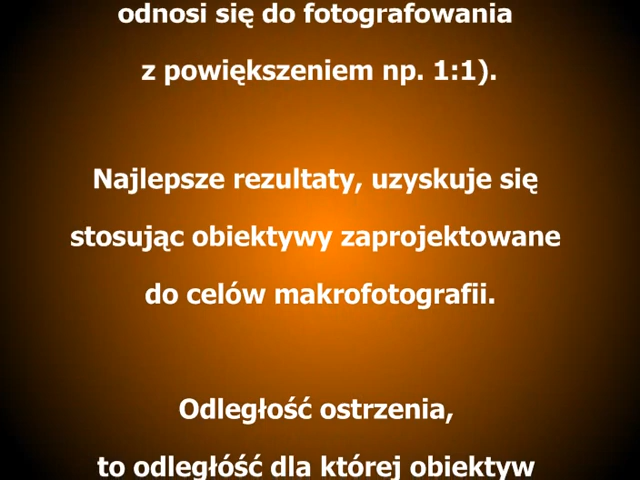 odnosi się do fotografowania
z powiększeniem np. 1:1).
Najlepsze rezultaty, uzyskuje się
stosując obiektywy zaprojektowane
do celów makrofotografii.
Odległość ostrzenia,
to odległóść dla której obiektyw